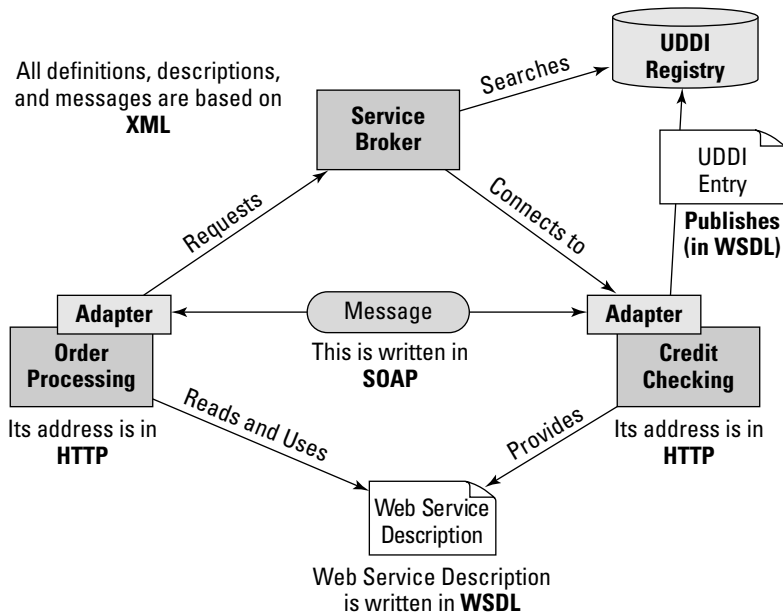 All definitions, descriptions,
and messages are based on
XML
Service
Broker
Searches
UDDI
Registry
UDDI
Entry
Publishes
(in WSDL)
Requests
Connects to
Adapter
Order
Processing
Its address is in
HTTP
Message
This is written in
SOAP
Adapter
Credit
Checking
Its address is in
HTTP
Reads and Uses
Provides
Web Service
Description
Web Service Description
is written in WSDL